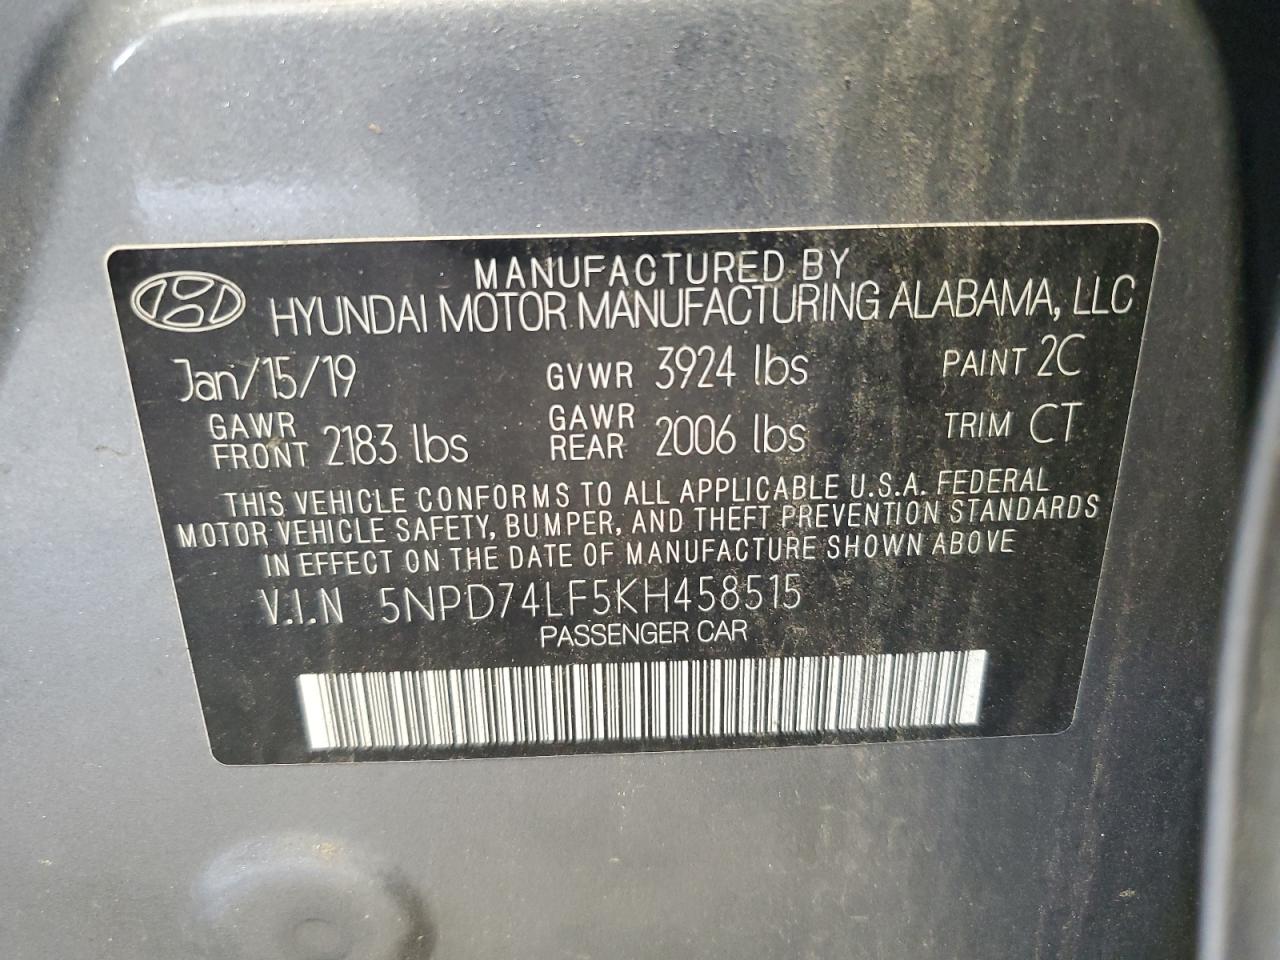 MANUFACTURED BY
HYUNDAI MOTOR MANUFACTURING ALABAMA, LLC
Jan/15/19 GVWR 3924 lbs PAINT 2C
GAWR FRONT 2183 lbs GAWR REAR 2006 lbs TRIM CT
THIS VEHICLE CONFORMS TO ALL APPLICABLE U.S.A. FEDERAL
MOTOR VEHICLE SAFETY, BUMPER, AND THEFT PREVENTION STANDARDS
IN EFFECT ON THE DATE OF MANUFACTURE SHOWN ABOVE
V.I.N 5NPD74LF5KH458515
PASSENGER CAR